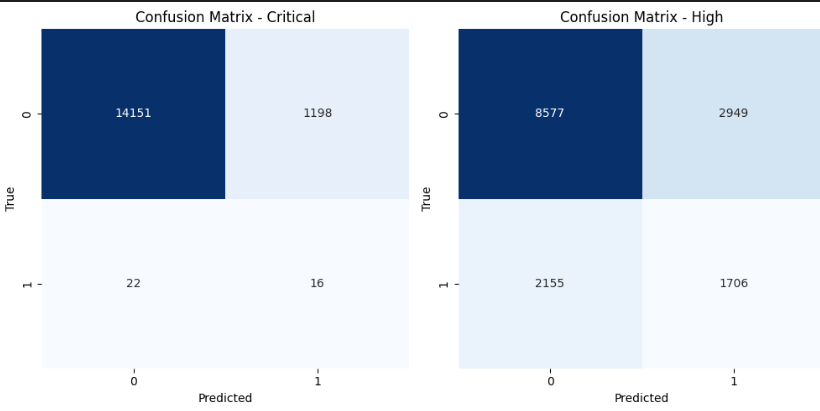 Confusion Matrix - Critical
True
0
14151
1198
1
22
16
0
1
Predicted
Confusion Matrix - High
True
0
8577
2949
1
2155
1706
0
1
Predicted